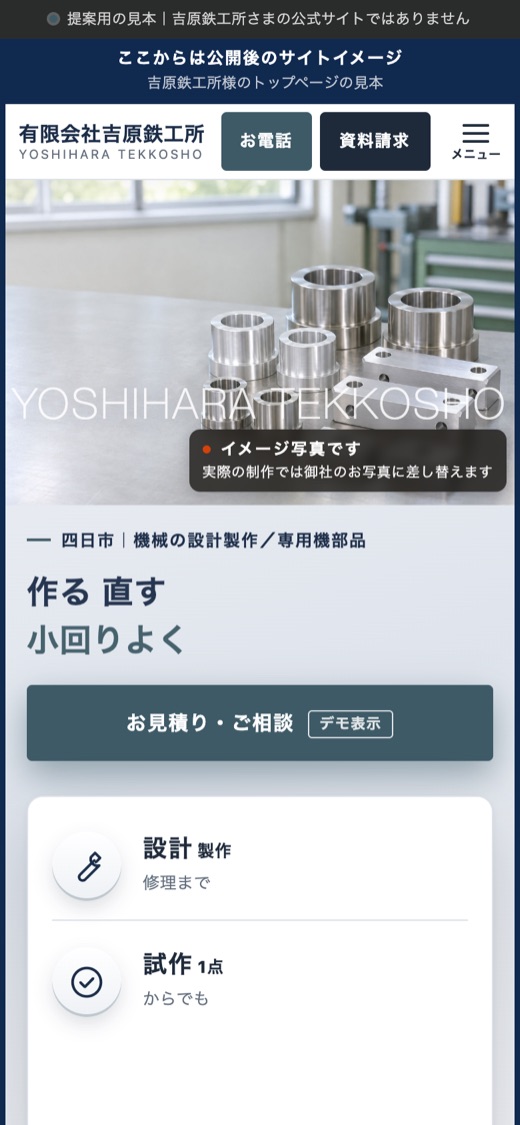 提案用の見本｜吉原鉄工所さまの公式サイトではありません
ここからは公開後のサイトイメージ
吉原鉄工所様のトップページの見本
有限会社吉原鉄工所
YOSHIHARA TEKKOSHO
お電話
資料請求
メニュー
YOSHIHARA TEKKOSHO
イメージ写真です
実際の制作では御社のお写真に差し替えます
四日市｜機械の設計製作／専用機部品
作る 直す
小回りよく
お見積り・ご相談 デモ表示
設計 製作
修理まで
試作 1点
からでも